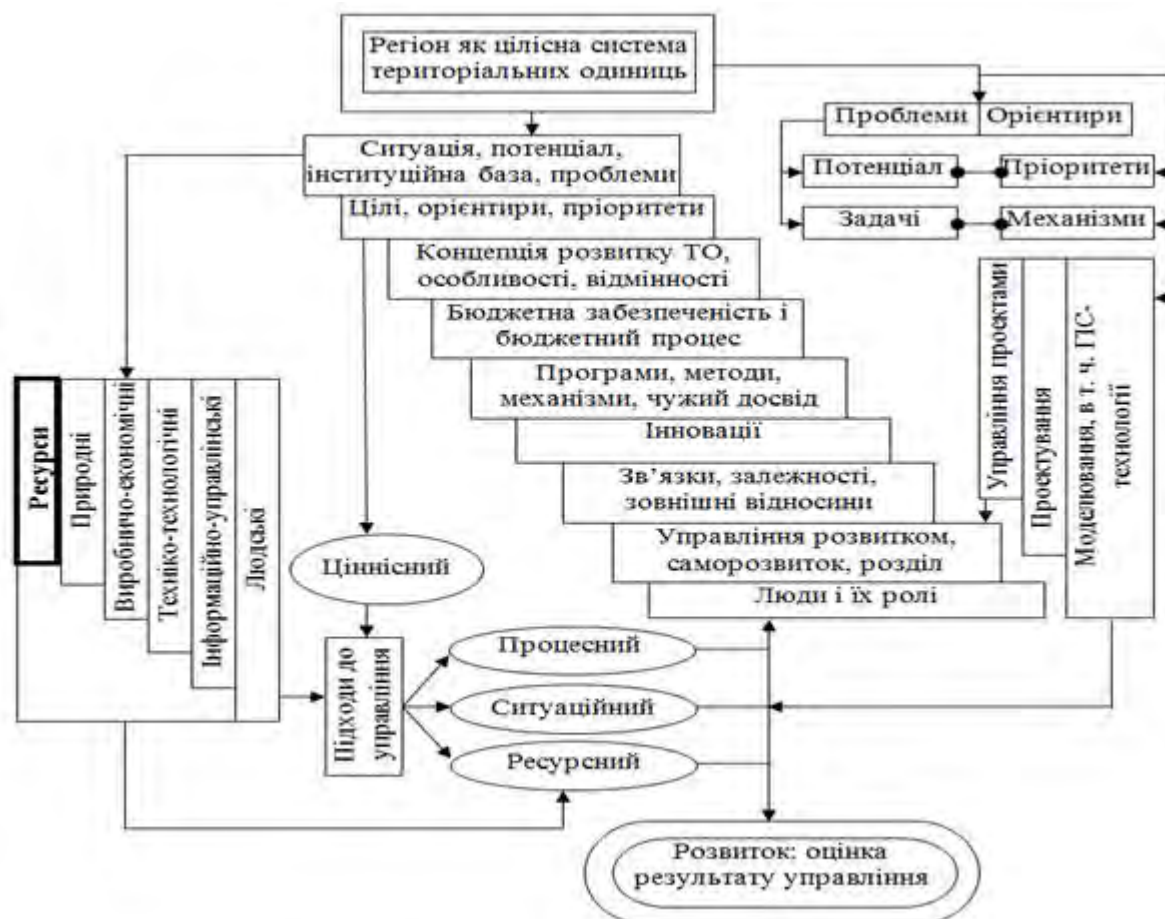 Регіон як цілісна система
територіальних одиниць
Проблеми
Орієнтири
Ситуація, потенціал,
інституційна база, проблеми
Потенціал
Пріоритети
Цілі, орієнтири, пріоритети
Задачі
Механізми
Концепція розвитку ТО,
особливості, відмінності
Бюджетна забезпеченість і
бюджетний процес
Програми, методи,
механізми, чужий досвід
Інновації
Зв’язки, залежності,
зовнішні відносини
Управління розвитком,
саморозвиток, розділ
Люди і їх ролі
Управління проектами
Проектування
Моделювання, в т. ч. ГІС-
технології
Ресурси
Природні
Виробничо-економічні
Техніко-технологічні
Інформаційно-управлінські
Людські
Ціннісний
Підходи до
управління
Процесний
Ситуаційний
Ресурсний
Розвиток: оцінка
результату управління